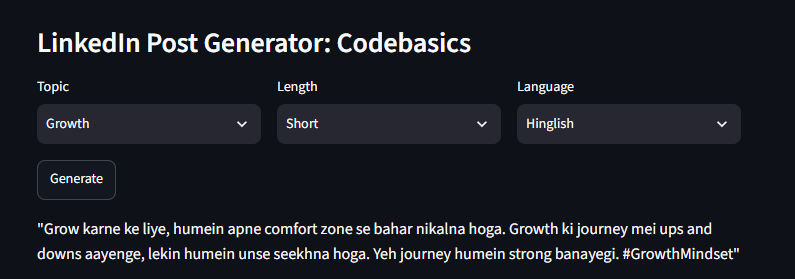 LinkedIn Post Generator: Codebasics
Topic Length Language
Growth Short Hinglish
Generate
"Grow karne ke liye, humein apne comfort zone se bahar nikalna hoga. Growth ki journey mei ups and
downs aayenge, lekin humein unse seekhna hoga. Yeh journey humein strong banayegi. #GrowthMindset"